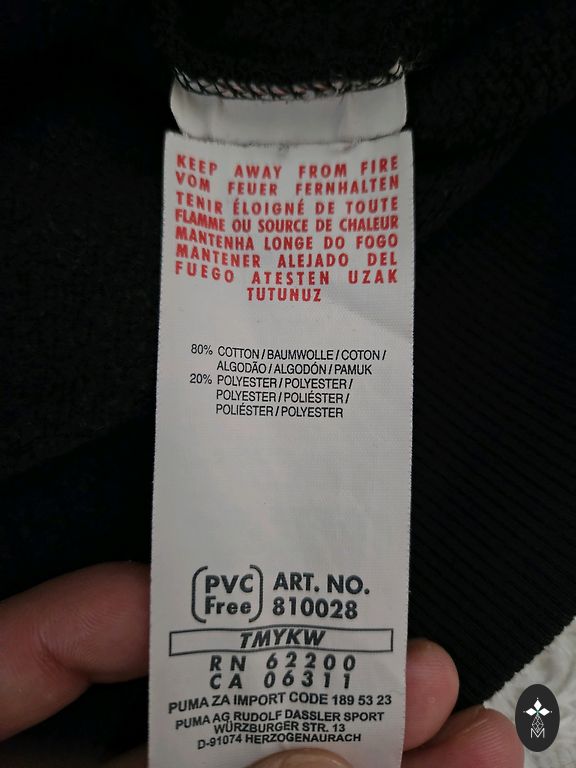 KEEP AWAY FROM FIRE
VOM FEUER FERNHALTEN
TENIR ÉLOIGNÉ DE TOUTE
FLAMME OU SOURCE DE CHALEUR
MANTENHA LONGE DO FOGO
MANTENER ALEJADO DEL
FUEGO ATESTEN UZAK
TUTUNUZ
80% COTTON / BAUMWOLLE / COTON /
ALGODÃO / ALGODÓN / PAMUK
20% POLYESTER / POLYESTER /
POLYESTER / POLIÉSTER /
POLIÉSTER / POLYESTER
PVC
Free
ART. NO.
810028
TMYKW
RN 62200
CA 06311
PUMA ZA IMPORT CODE 189 53 23
PUMA AG RUDOLF DASSLER SPORT
WÜRZBURGER STR. 13
D-91074 HERZOGENAURACH
M